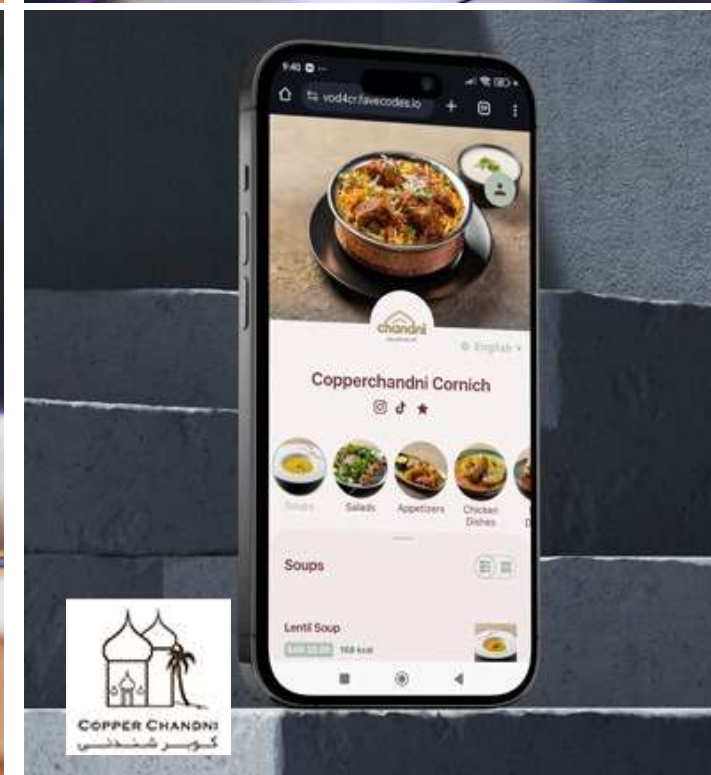 9:40
vod4cr.favecodes.io
chandni
English
Copperchandni Cornich
Soups
Salads
Appetizers
Chicken
Dishes
Soups
Lentil Soup
168 kcal
COPPER CHANDNI
كوبر شندني